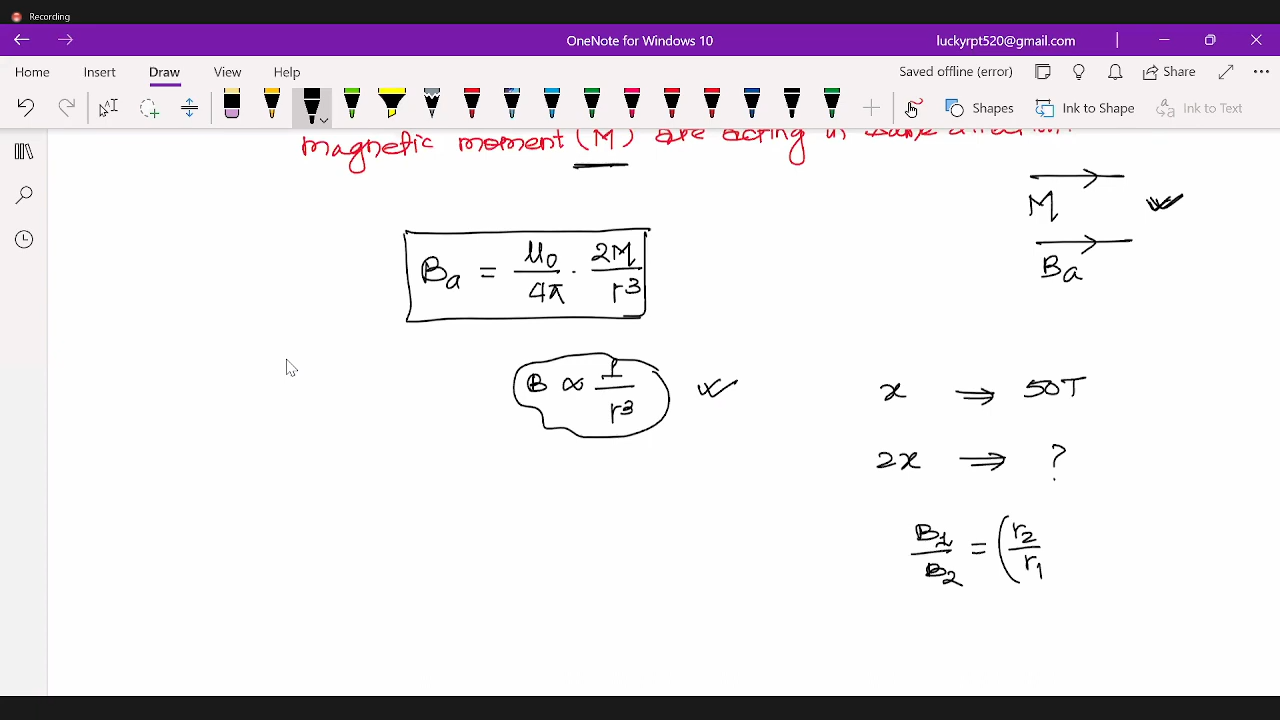 Recording
OneNote for Windows 10
luckyrpt520@gmail.com
Home Insert Draw View Help
Saved offline (error)
Share
Shapes
Ink to Shape
Ink to Text
magnetic moment (M) are acting in same direction.
M
Ba
Ba = μ0/4π · 2M/r³
B ∝ 1/r³
x ⇒ 50T
2x ⇒ ?
B1/B2 = (r2/r1